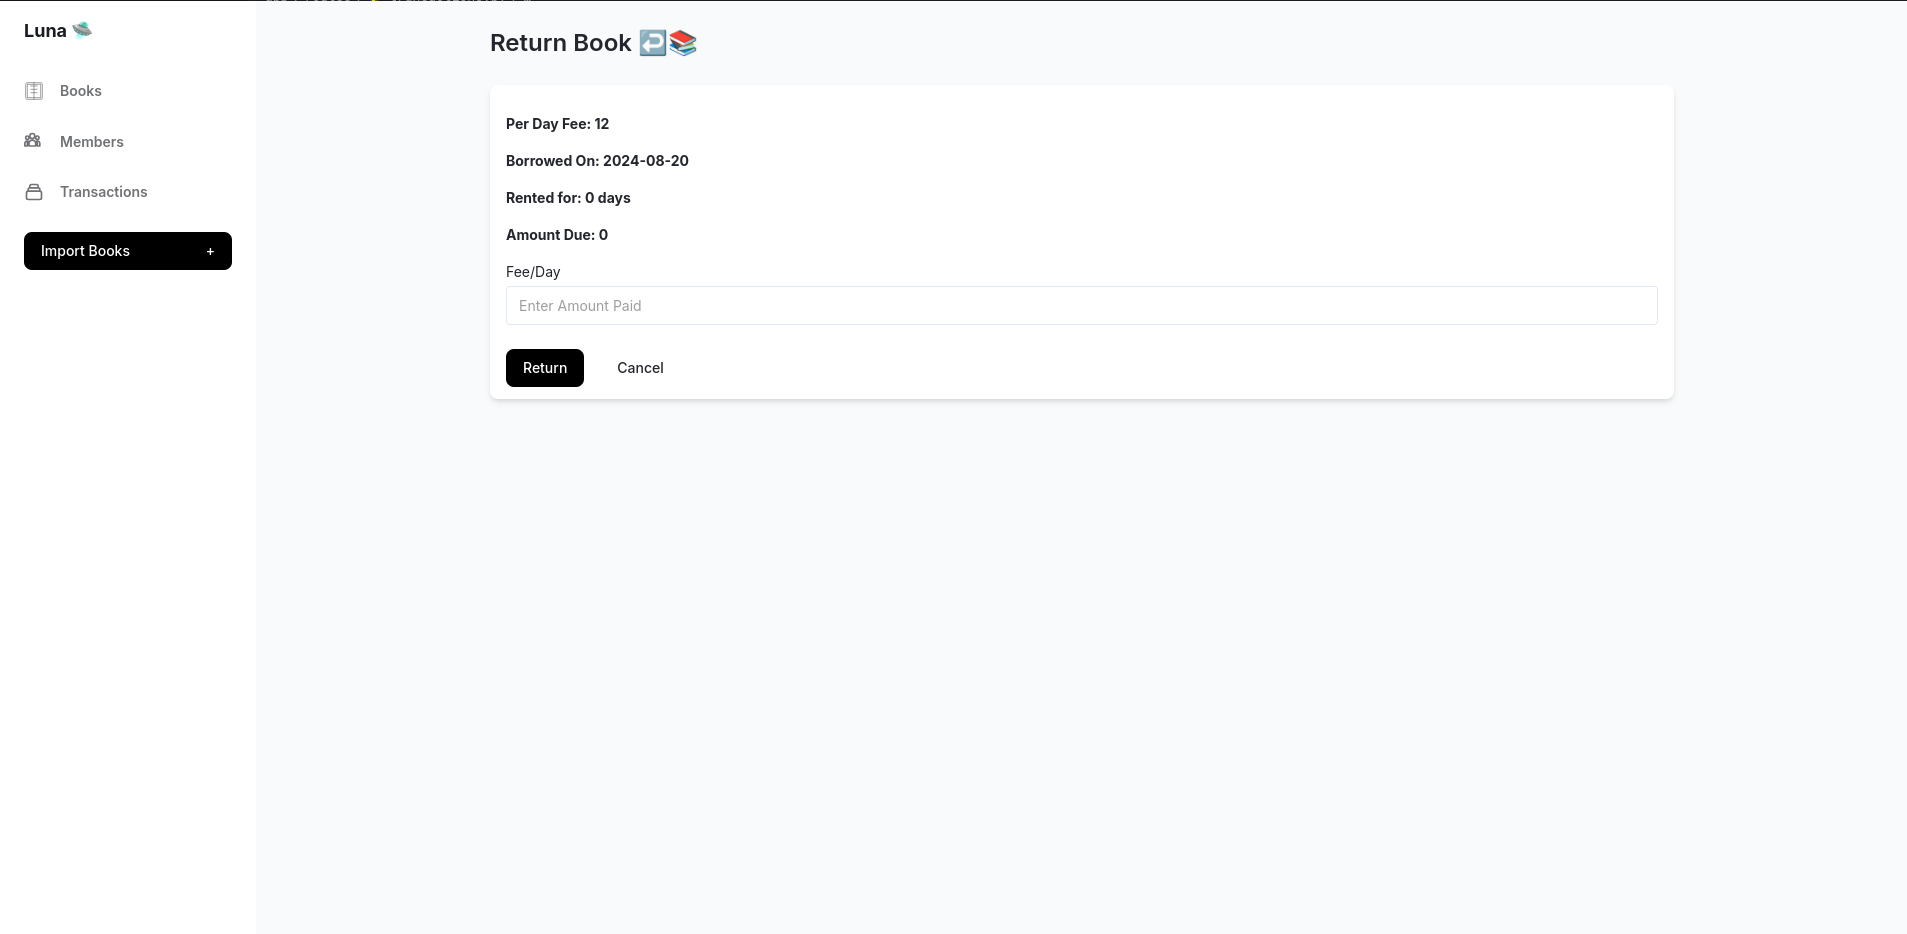 Luna 🛸
Books
Members
Transactions
Import Books +
Return Book ↩️📚
Per Day Fee: 12
Borrowed On: 2024-08-20
Rented for: 0 days
Amount Due: 0
Fee/Day
Enter Amount Paid
Return Cancel